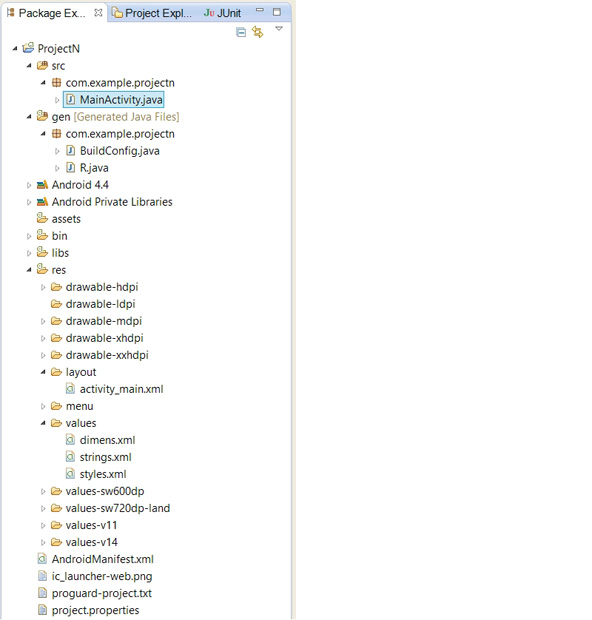 Package Ex... Project Expl... JUnit
ProjectN
src
com.example.projectn
MainActivity.java
gen [Generated Java Files]
com.example.projectn
BuildConfig.java
R.java
Android 4.4
Android Private Libraries
assets
bin
libs
res
drawable-hdpi
drawable-ldpi
drawable-mdpi
drawable-xhdpi
drawable-xxhdpi
layout
activity_main.xml
menu
values
dimens.xml
strings.xml
styles.xml
values-sw600dp
values-sw720dp-land
values-v11
values-v14
AndroidManifest.xml
ic_launcher-web.png
proguard-project.txt
project.properties